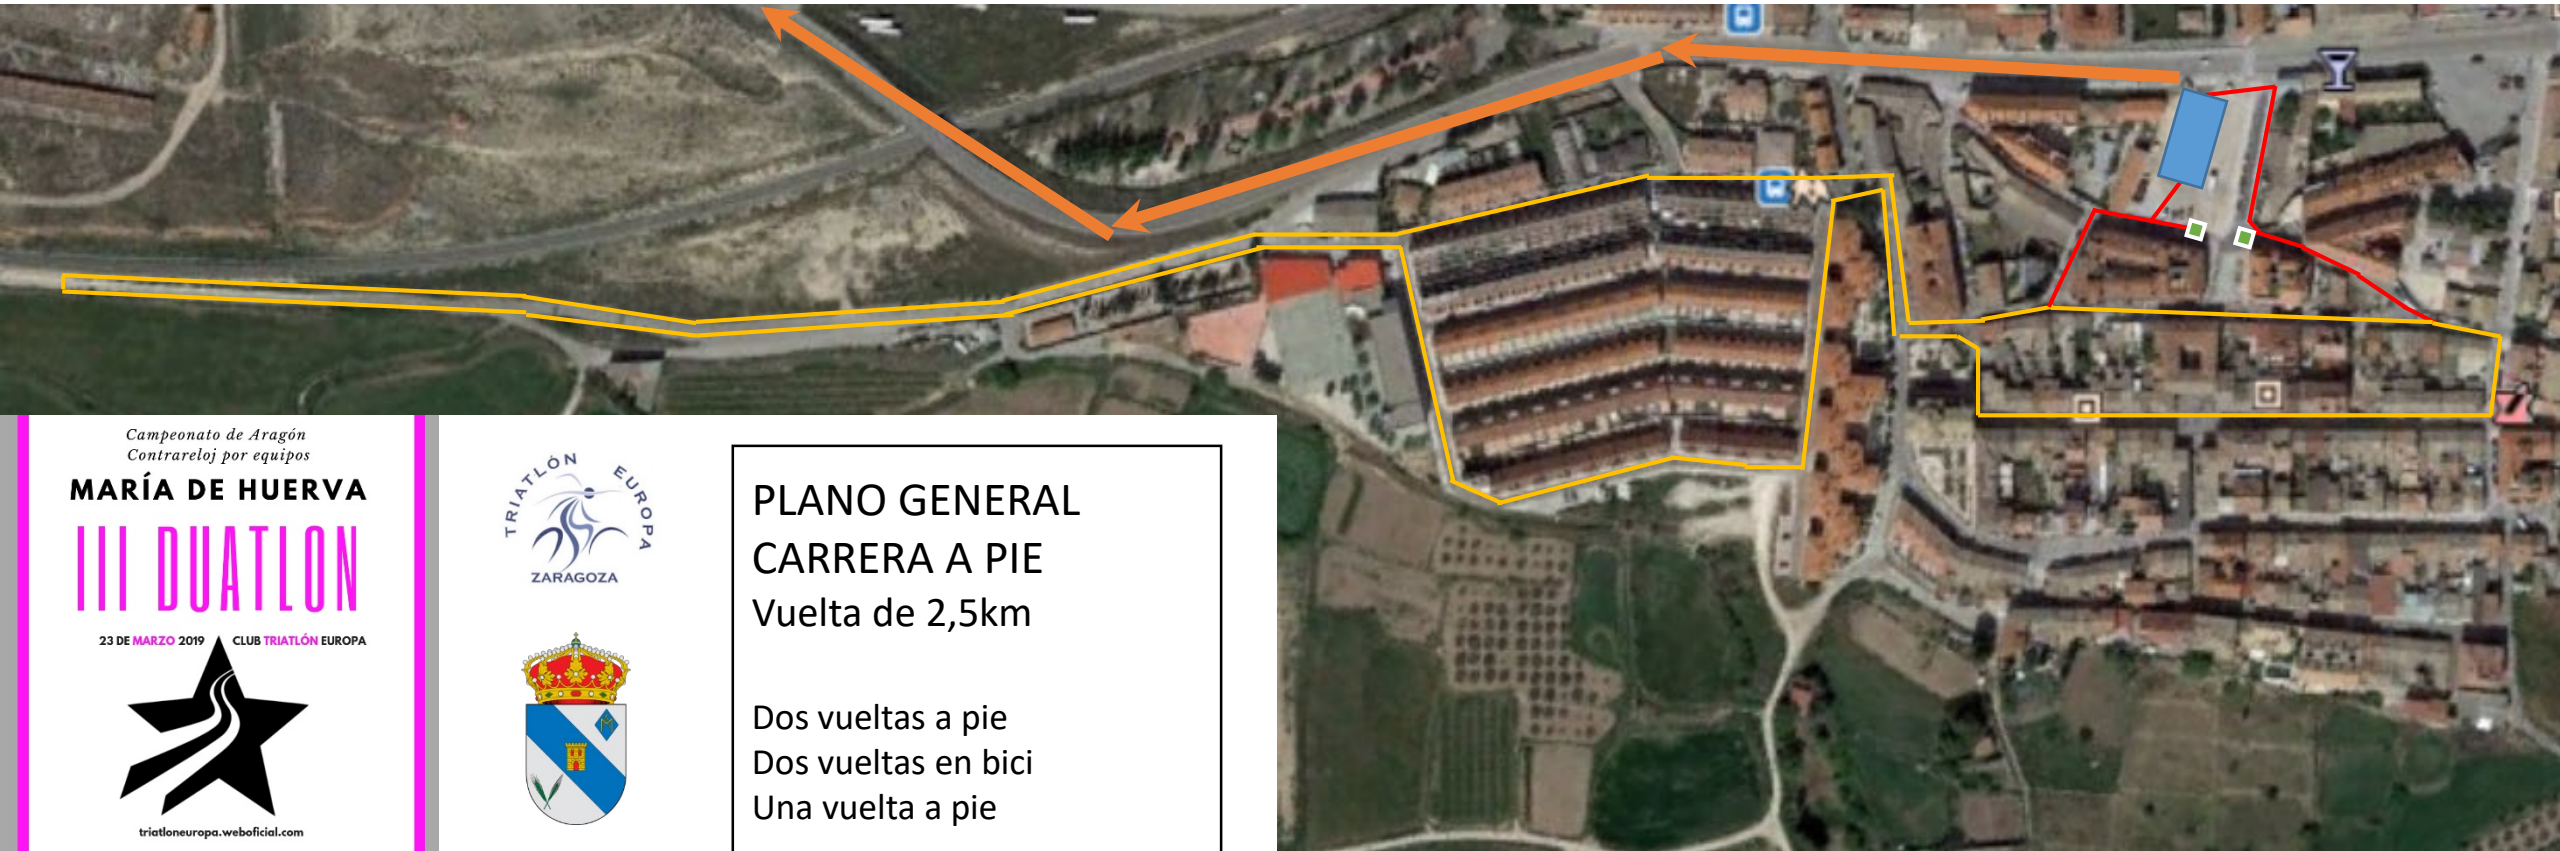 Campeonato de Aragón
Contrareloj por equipos
MARÍA DE HUERVA
III DUATLON
23 DE MARZO 2019 CLUB TRIATLÓN EUROPA
triatloneuropa.weboficial.com
TRIATLÓN EUROPA
ZARAGOZA
PLANO GENERAL
CARRERA A PIE
Vuelta de 2,5km
Dos vueltas a pie
Dos vueltas en bici
Una vuelta a pie